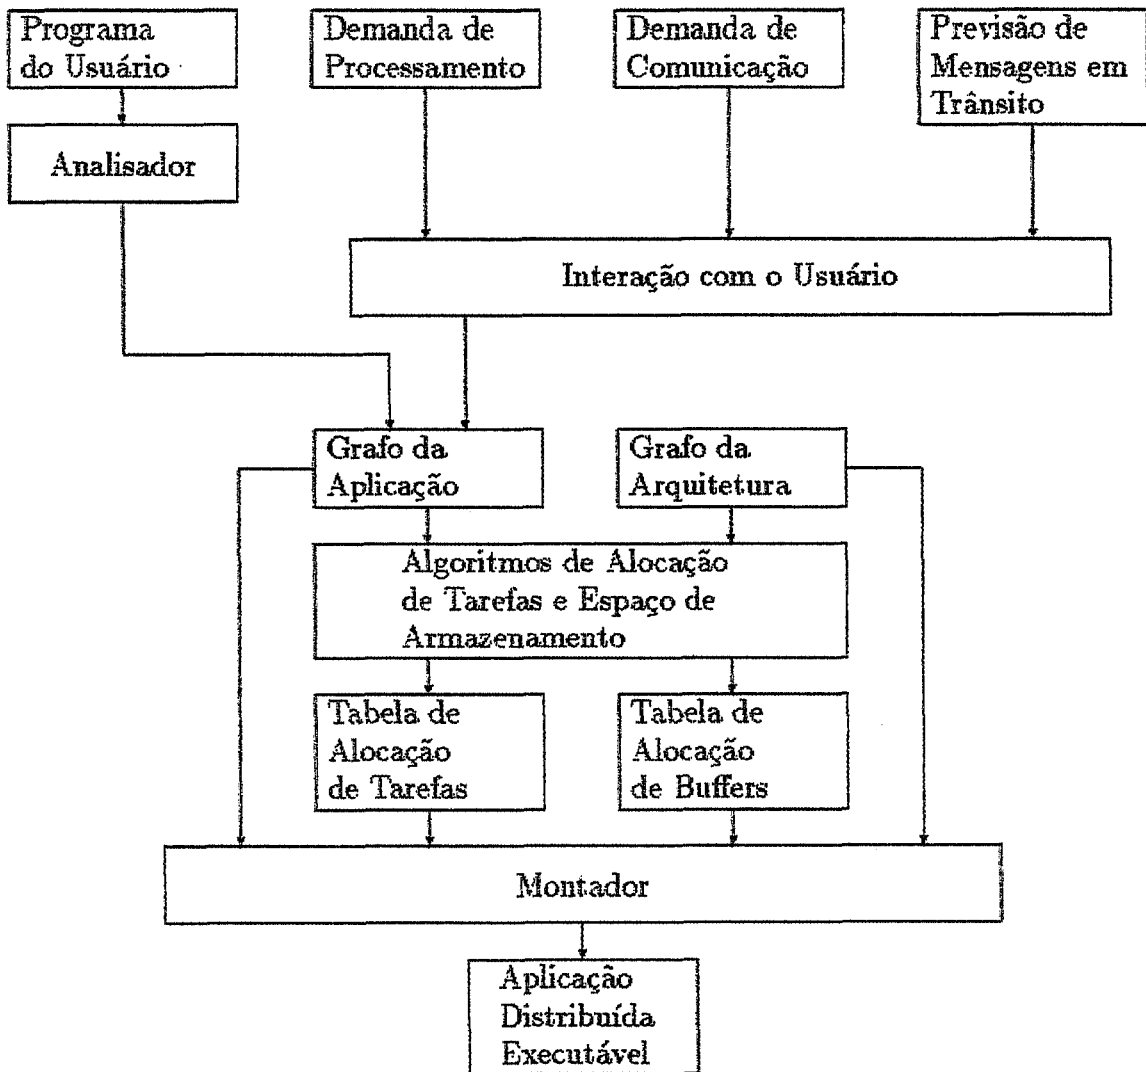 Programa
do Usuário
Demanda de
Processamento
Demanda de
Comunicação
Previsão de
Mensagens em
Trânsito
Analisador
Interação com o Usuário
Grafo da
Aplicação
Grafo da
Arquitetura
Algoritmos de Alocação
de Tarefas e Espaço de
Armazenamento
Tabela de
Alocação
de Tarefas
Tabela de
Alocação
de Buffers
Montador
Aplicação
Distribuída
Executável